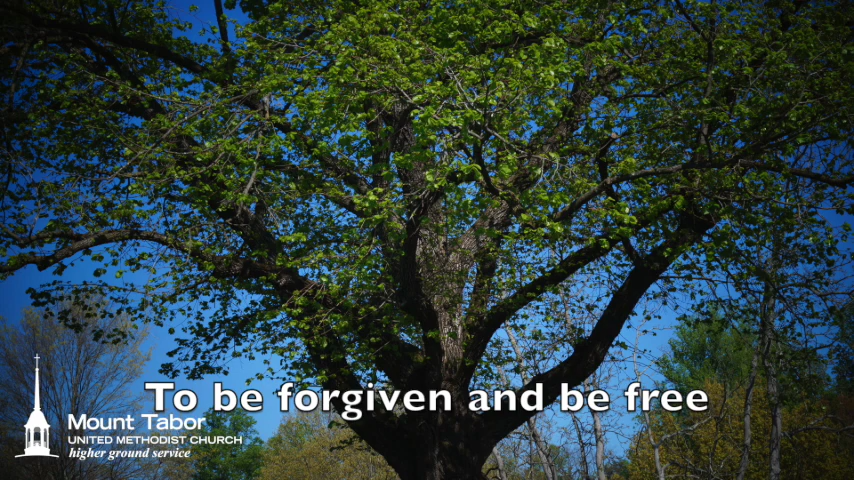 To be forgiven and be free
Mount Tabor
UNITED METHODIST CHURCH
higher ground service